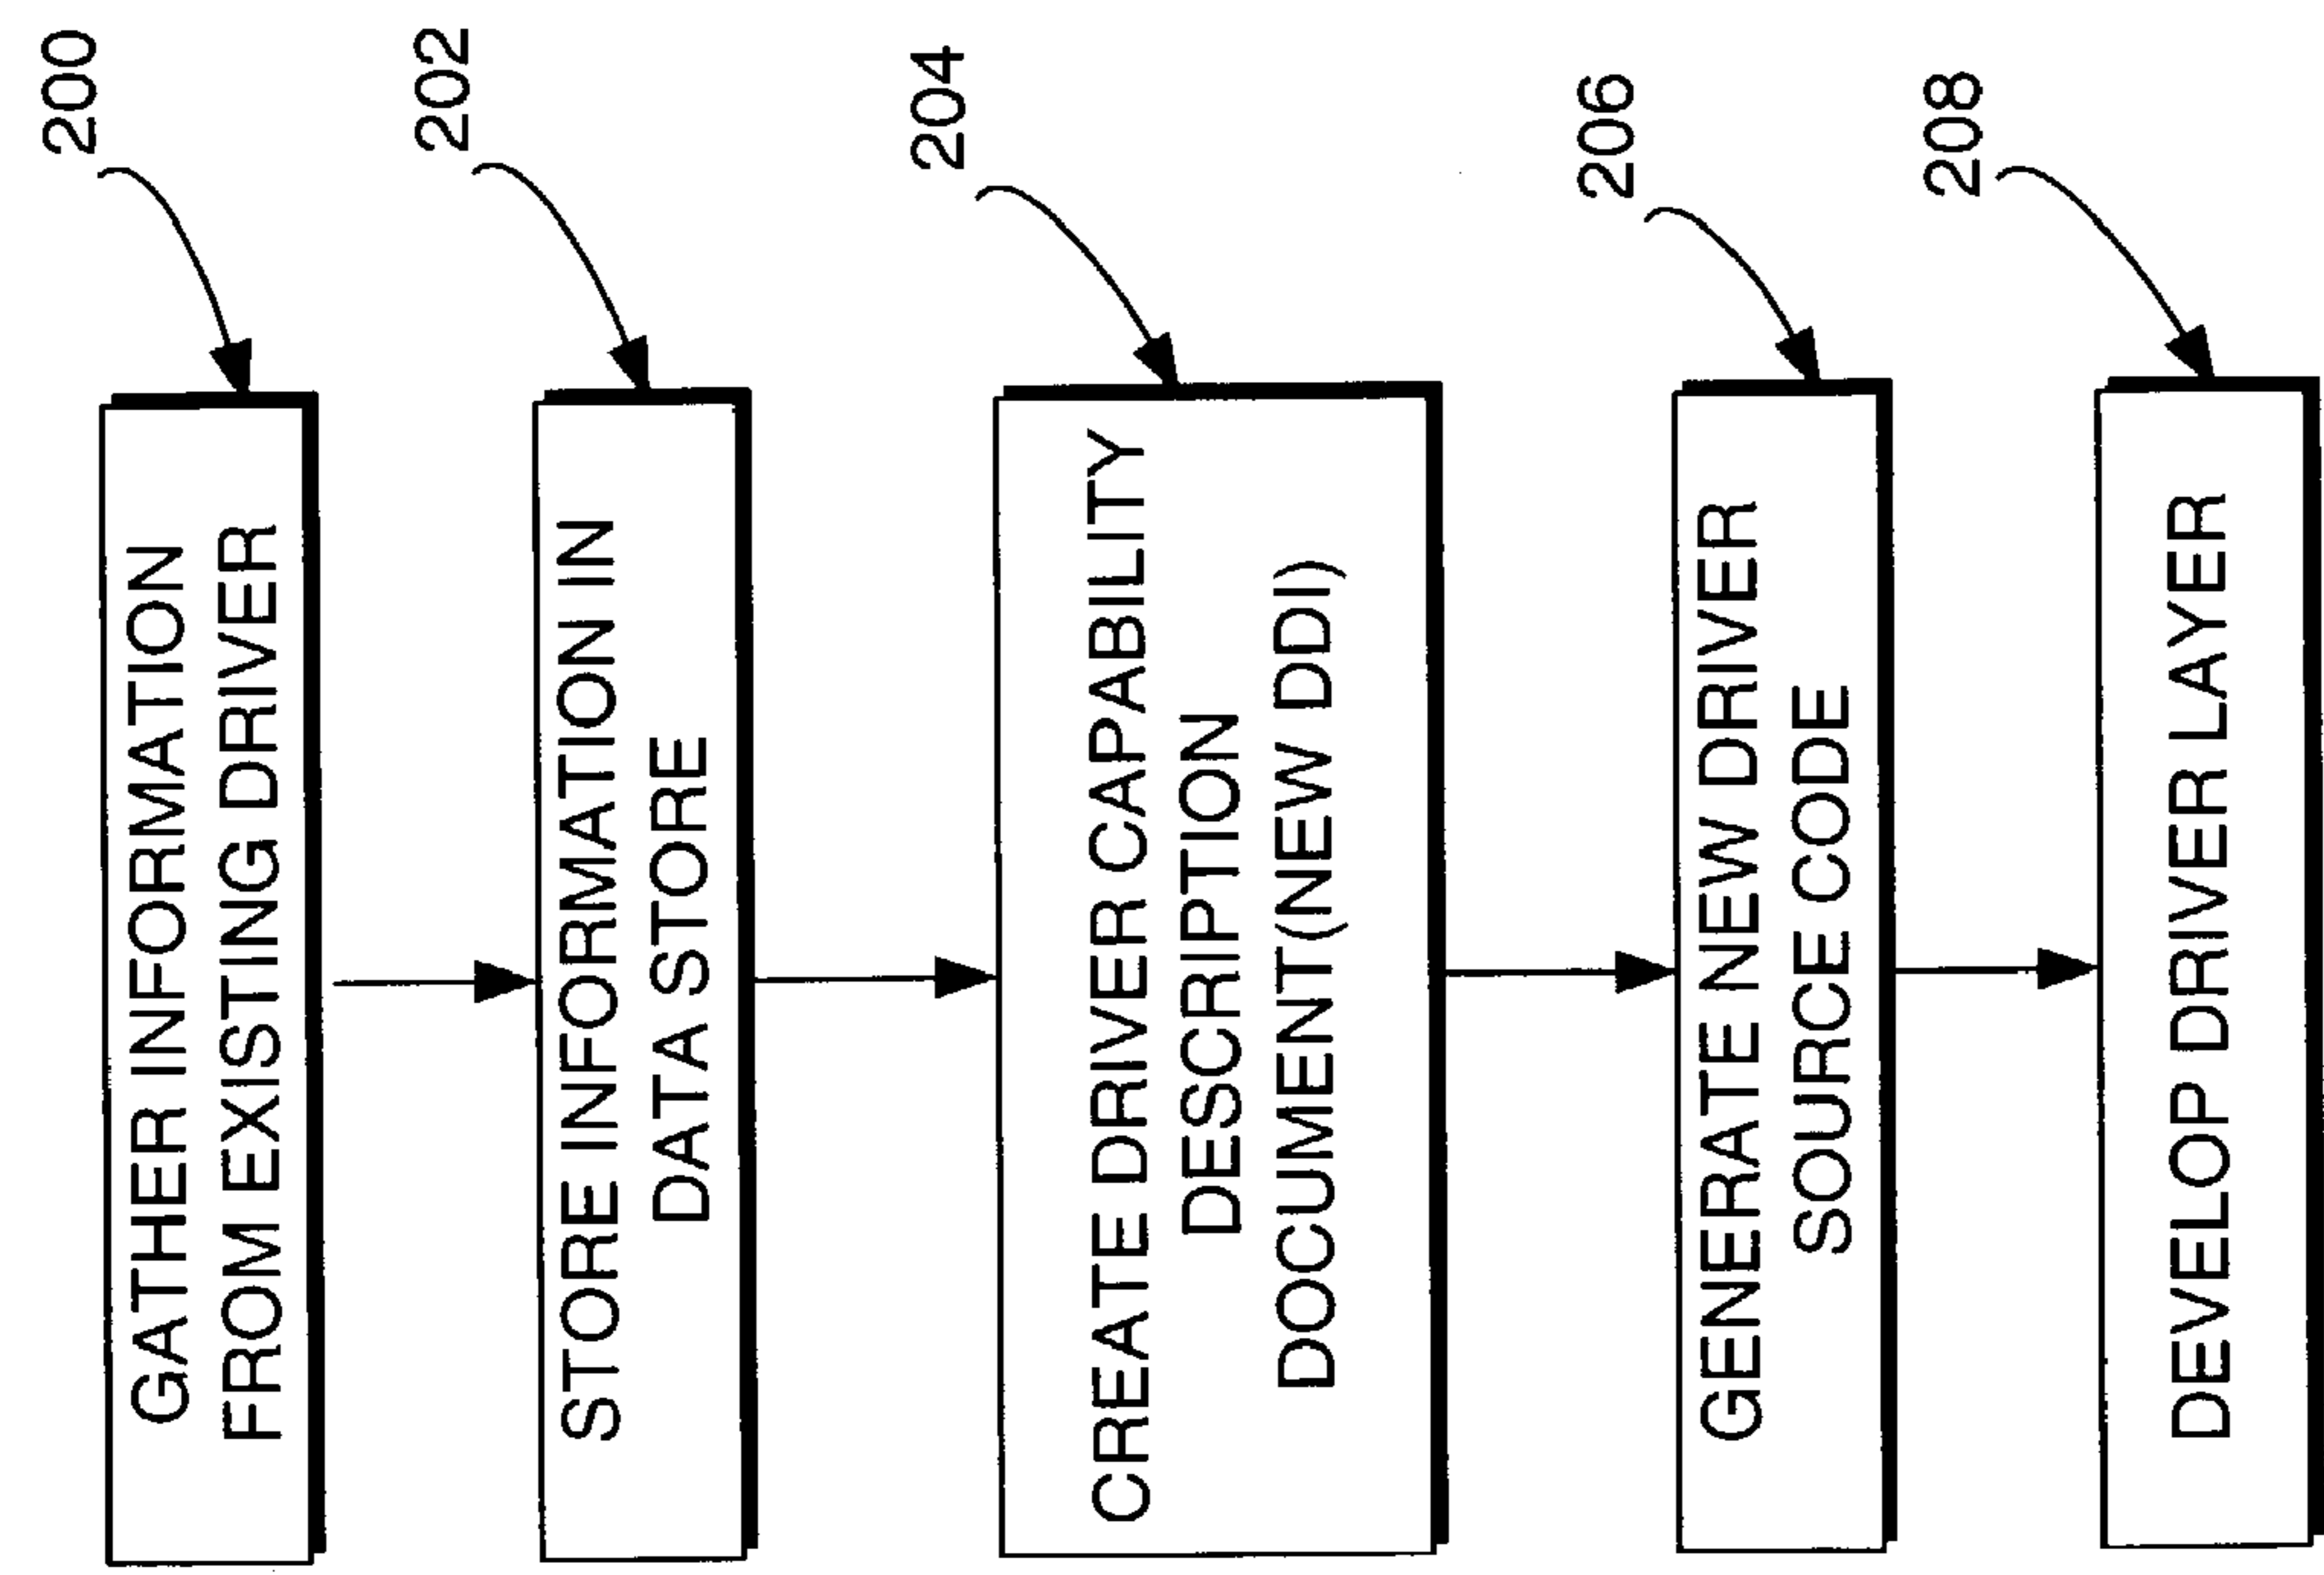 200
GATHER INFORMATION
FROM EXISTING DRIVER
202
STORE INFORMATION IN
DATA STORE
204
CREATE DRIVER CAPABILITY
DESCRIPTION
DOCUMENT(NEW DDI)
206
GENERATE NEW DRIVER
SOURCE CODE
208
DEVELOP DRIVER LAYER